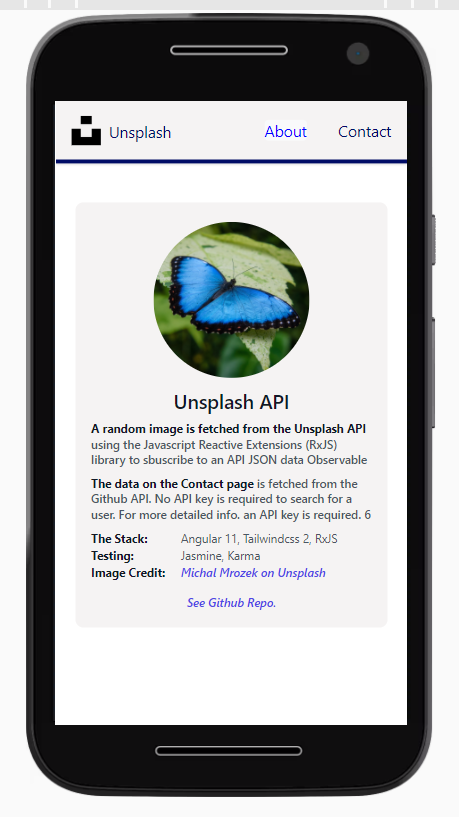 Unsplash
About
Contact
Unsplash API
A random image is fetched from the Unsplash API
using the Javascript Reactive Extensions (RxJS)
library to sbuscribe to an API JSON data Observable
The data on the Contact page is fetched from the
Github API. No API key is required to search for a
user. For more detailed info. an API key is required. 6
The Stack: Angular 11, Tailwindcss 2, RxJS
Testing: Jasmine, Karma
Image Credit: Michal Mrozek on Unsplash
See Github Repo.